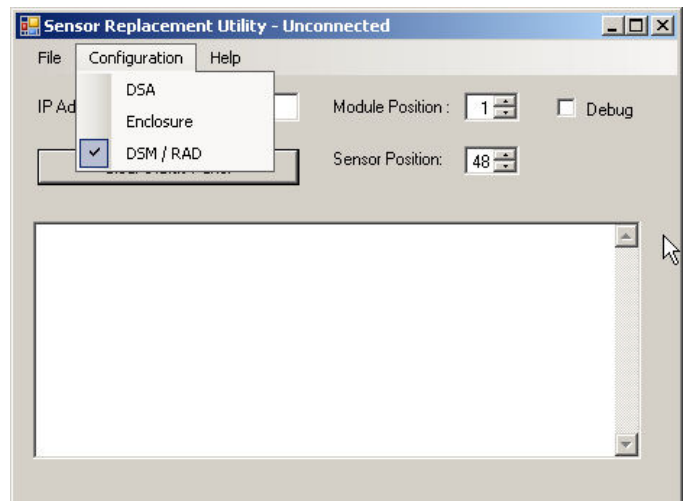 Sensor Replacement Utility - Unconnected
File Configuration Help
DSA
Enclosure
DSM / RAD
IP Ad
Module Position : 1
Debug
Sensor Position: 48